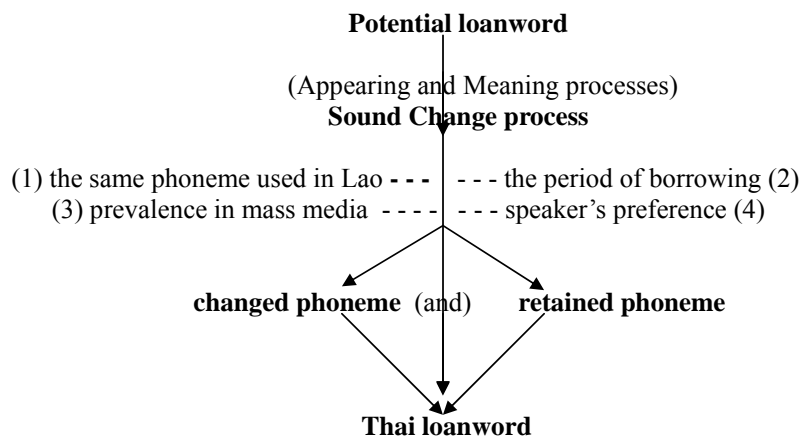 Potential loanword
(Appearing and Meaning processes)
Sound Change process
(1) the same phoneme used in Lao - - - - - - the period of borrowing (2)
(3) prevalence in mass media - - - - - - - speaker’s preference (4)
changed phoneme (and) retained phoneme
Thai loanword